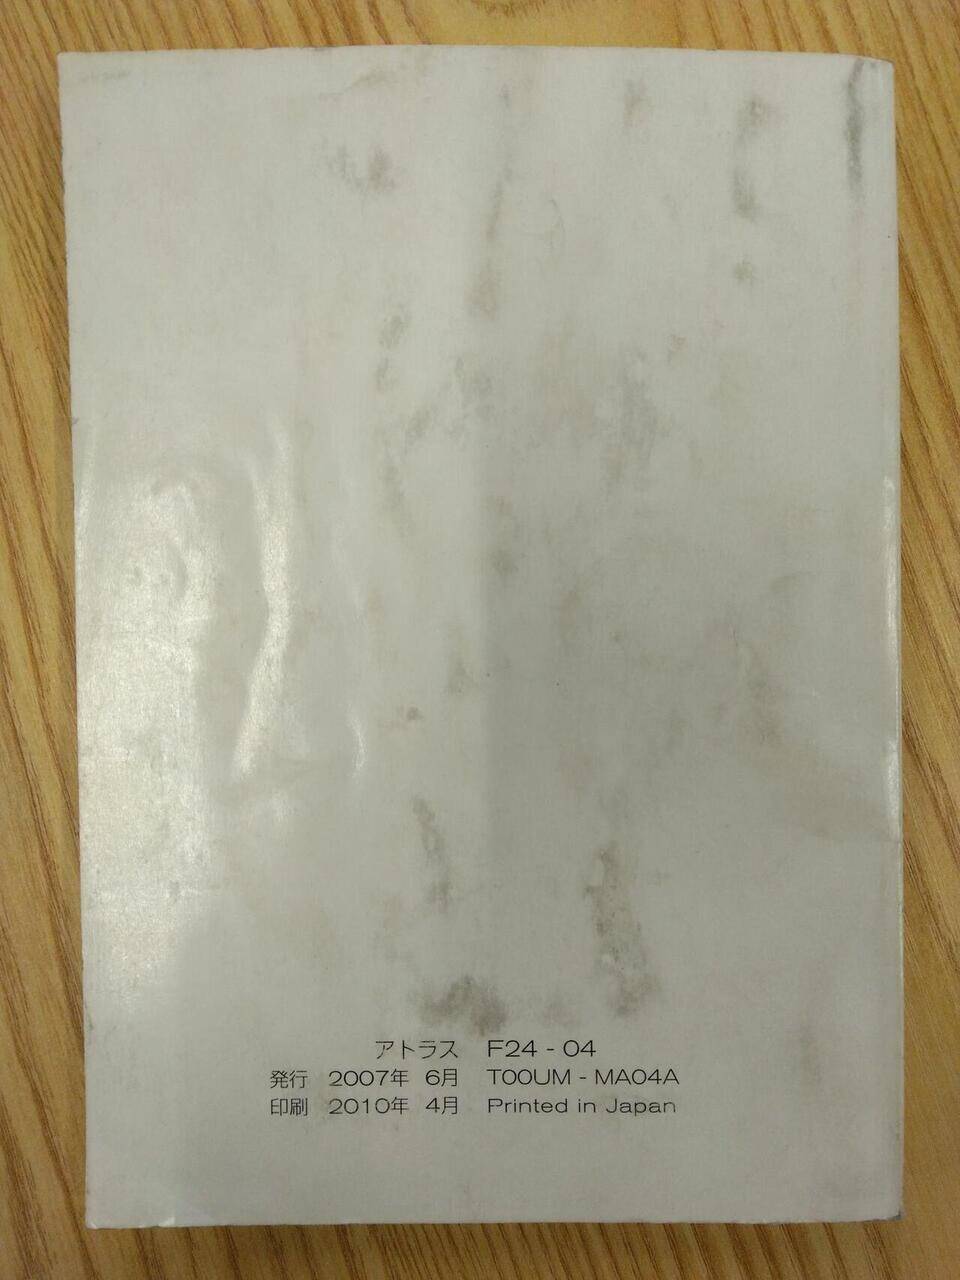 アトラス F24 - 04
発行 2007年 6月 T00UM - MA04A
印刷 2010年 4月 Printed in Japan